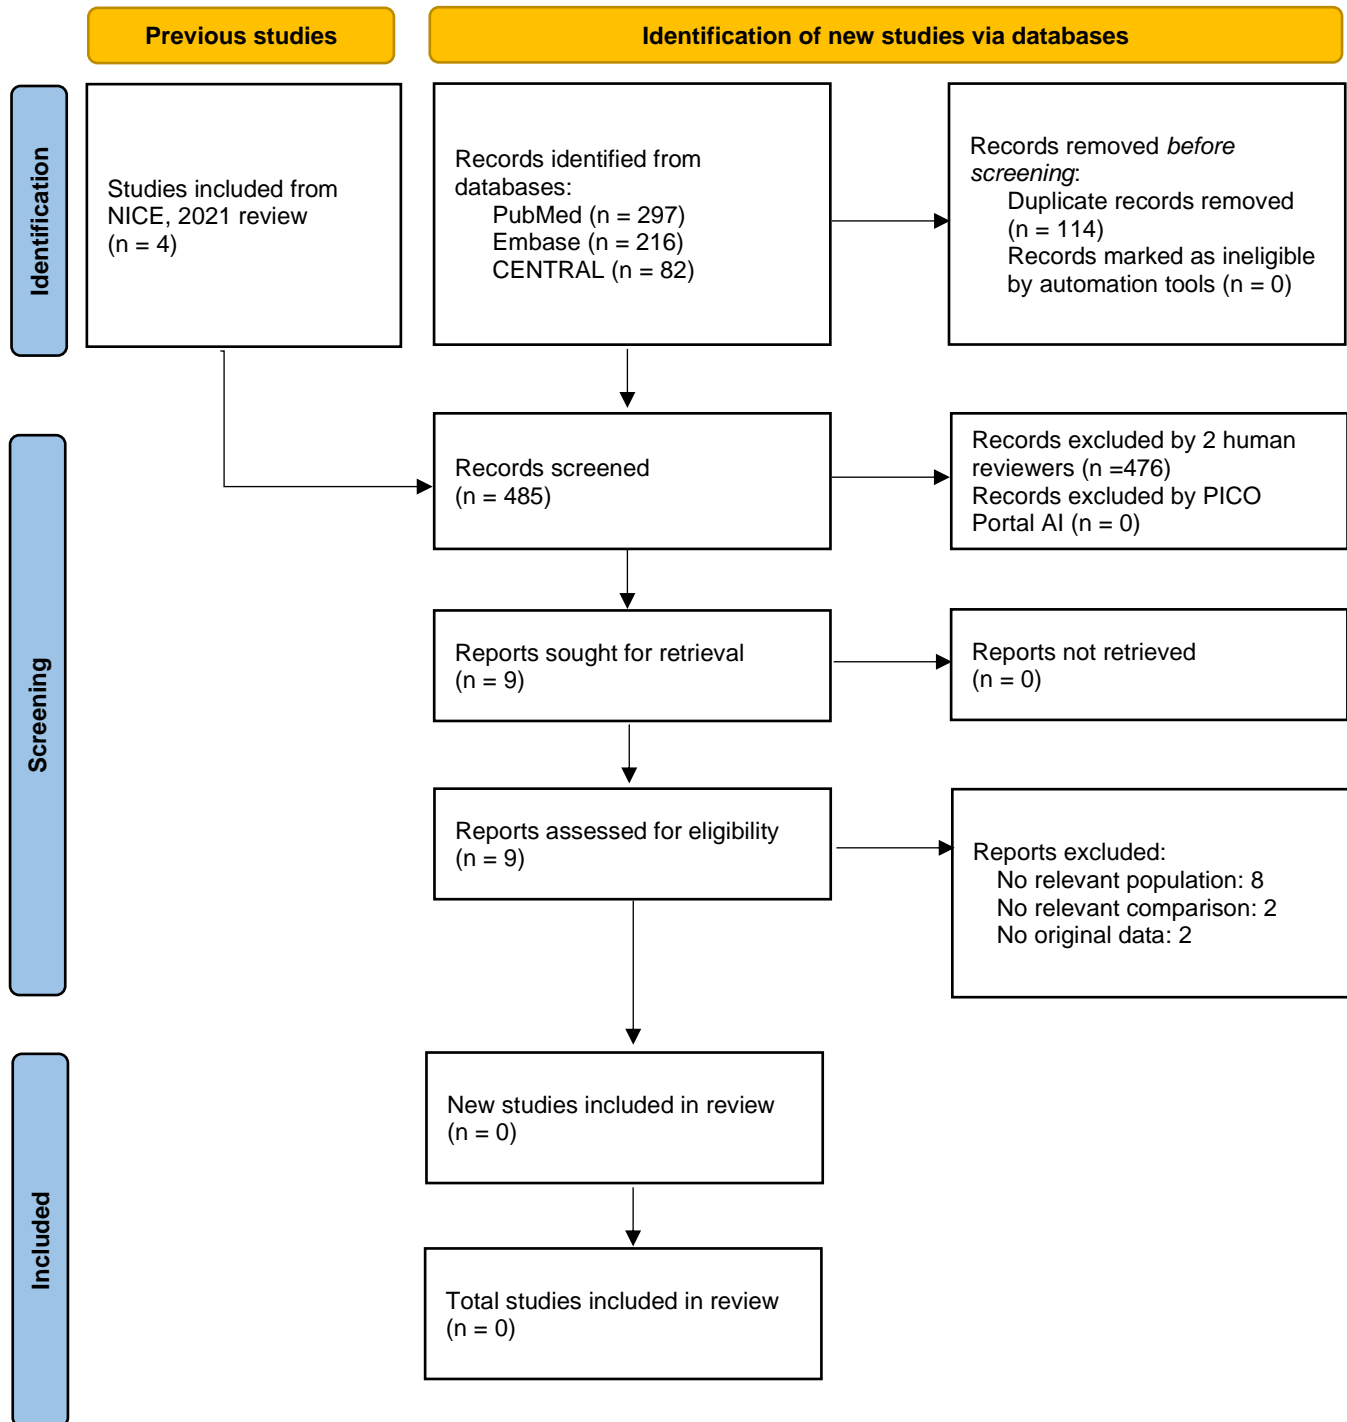 Previous studies
Identification of new studies via databases
Identification
Studies included from
NICE, 2021 review
(n = 4)
Records identified from
databases:
PubMed (n = 297)
Embase (n = 216)
CENTRAL (n = 82)
Records removed before
screening:
Duplicate records removed
(n = 114)
Records marked as ineligible
by automation tools (n = 0)
Screening
Records screened
(n = 485)
Records excluded by 2 human
reviewers (n =476)
Records excluded by PICO
Portal AI (n = 0)
Reports sought for retrieval
(n = 9)
Reports not retrieved
(n = 0)
Reports assessed for eligibility
(n = 9)
Reports excluded:
No relevant population: 8
No relevant comparison: 2
No original data: 2
Included
New studies included in review
(n = 0)
Total studies included in review
(n = 0)